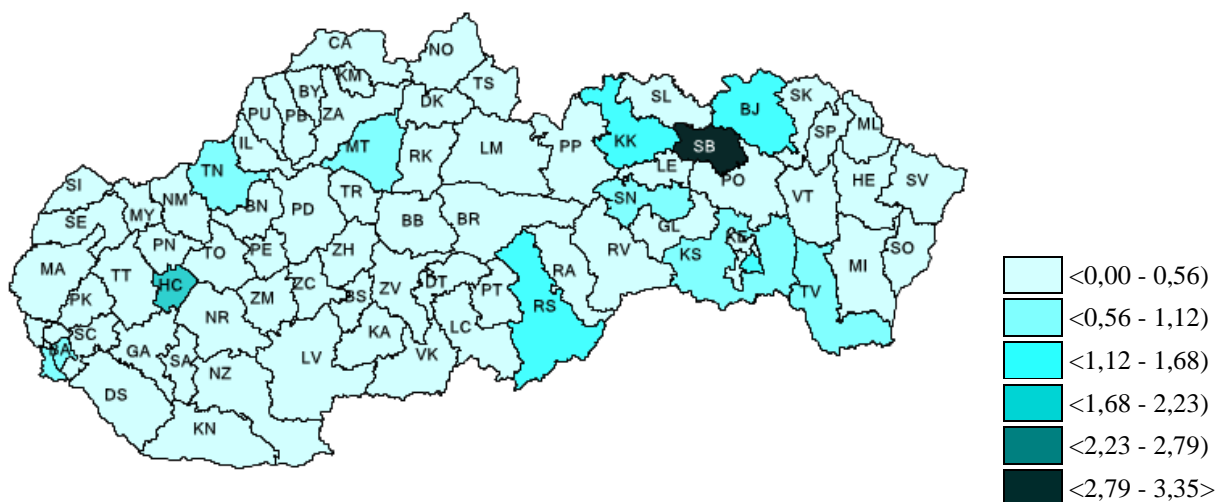 CA
NO
KM
TS
BY
PU
PB
ZA
DK
SL
BJ
SK
ML
SP
IL
MT
RK
LM
PP
KK
SB
LE
PO
TN
TR
SN
VT
HE
SV
SI
SE
MY
NM
BN
PD
BB
BR
GL
RV
KS
KE
SO
MI
PN
TO
PE
ZH
MA
TT
HC
ZM
ZC
BS
ZV
DT
PT
RA
RS
TV
PK
SC
NR
KA
LC
BA
GA
SA
NZ
LV
VK
DS
KN
<0,00 - 0,56)
<0,56 - 1,12)
<1,12 - 1,68)
<1,68 - 2,23)
<2,23 - 2,79)
<2,79 - 3,35>